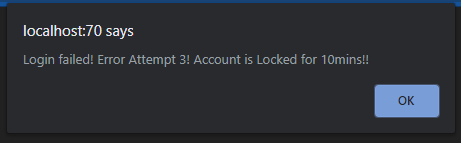 localhost:70 says
Login failed! Error Attempt 3! Account is Locked for 10mins!!
OK